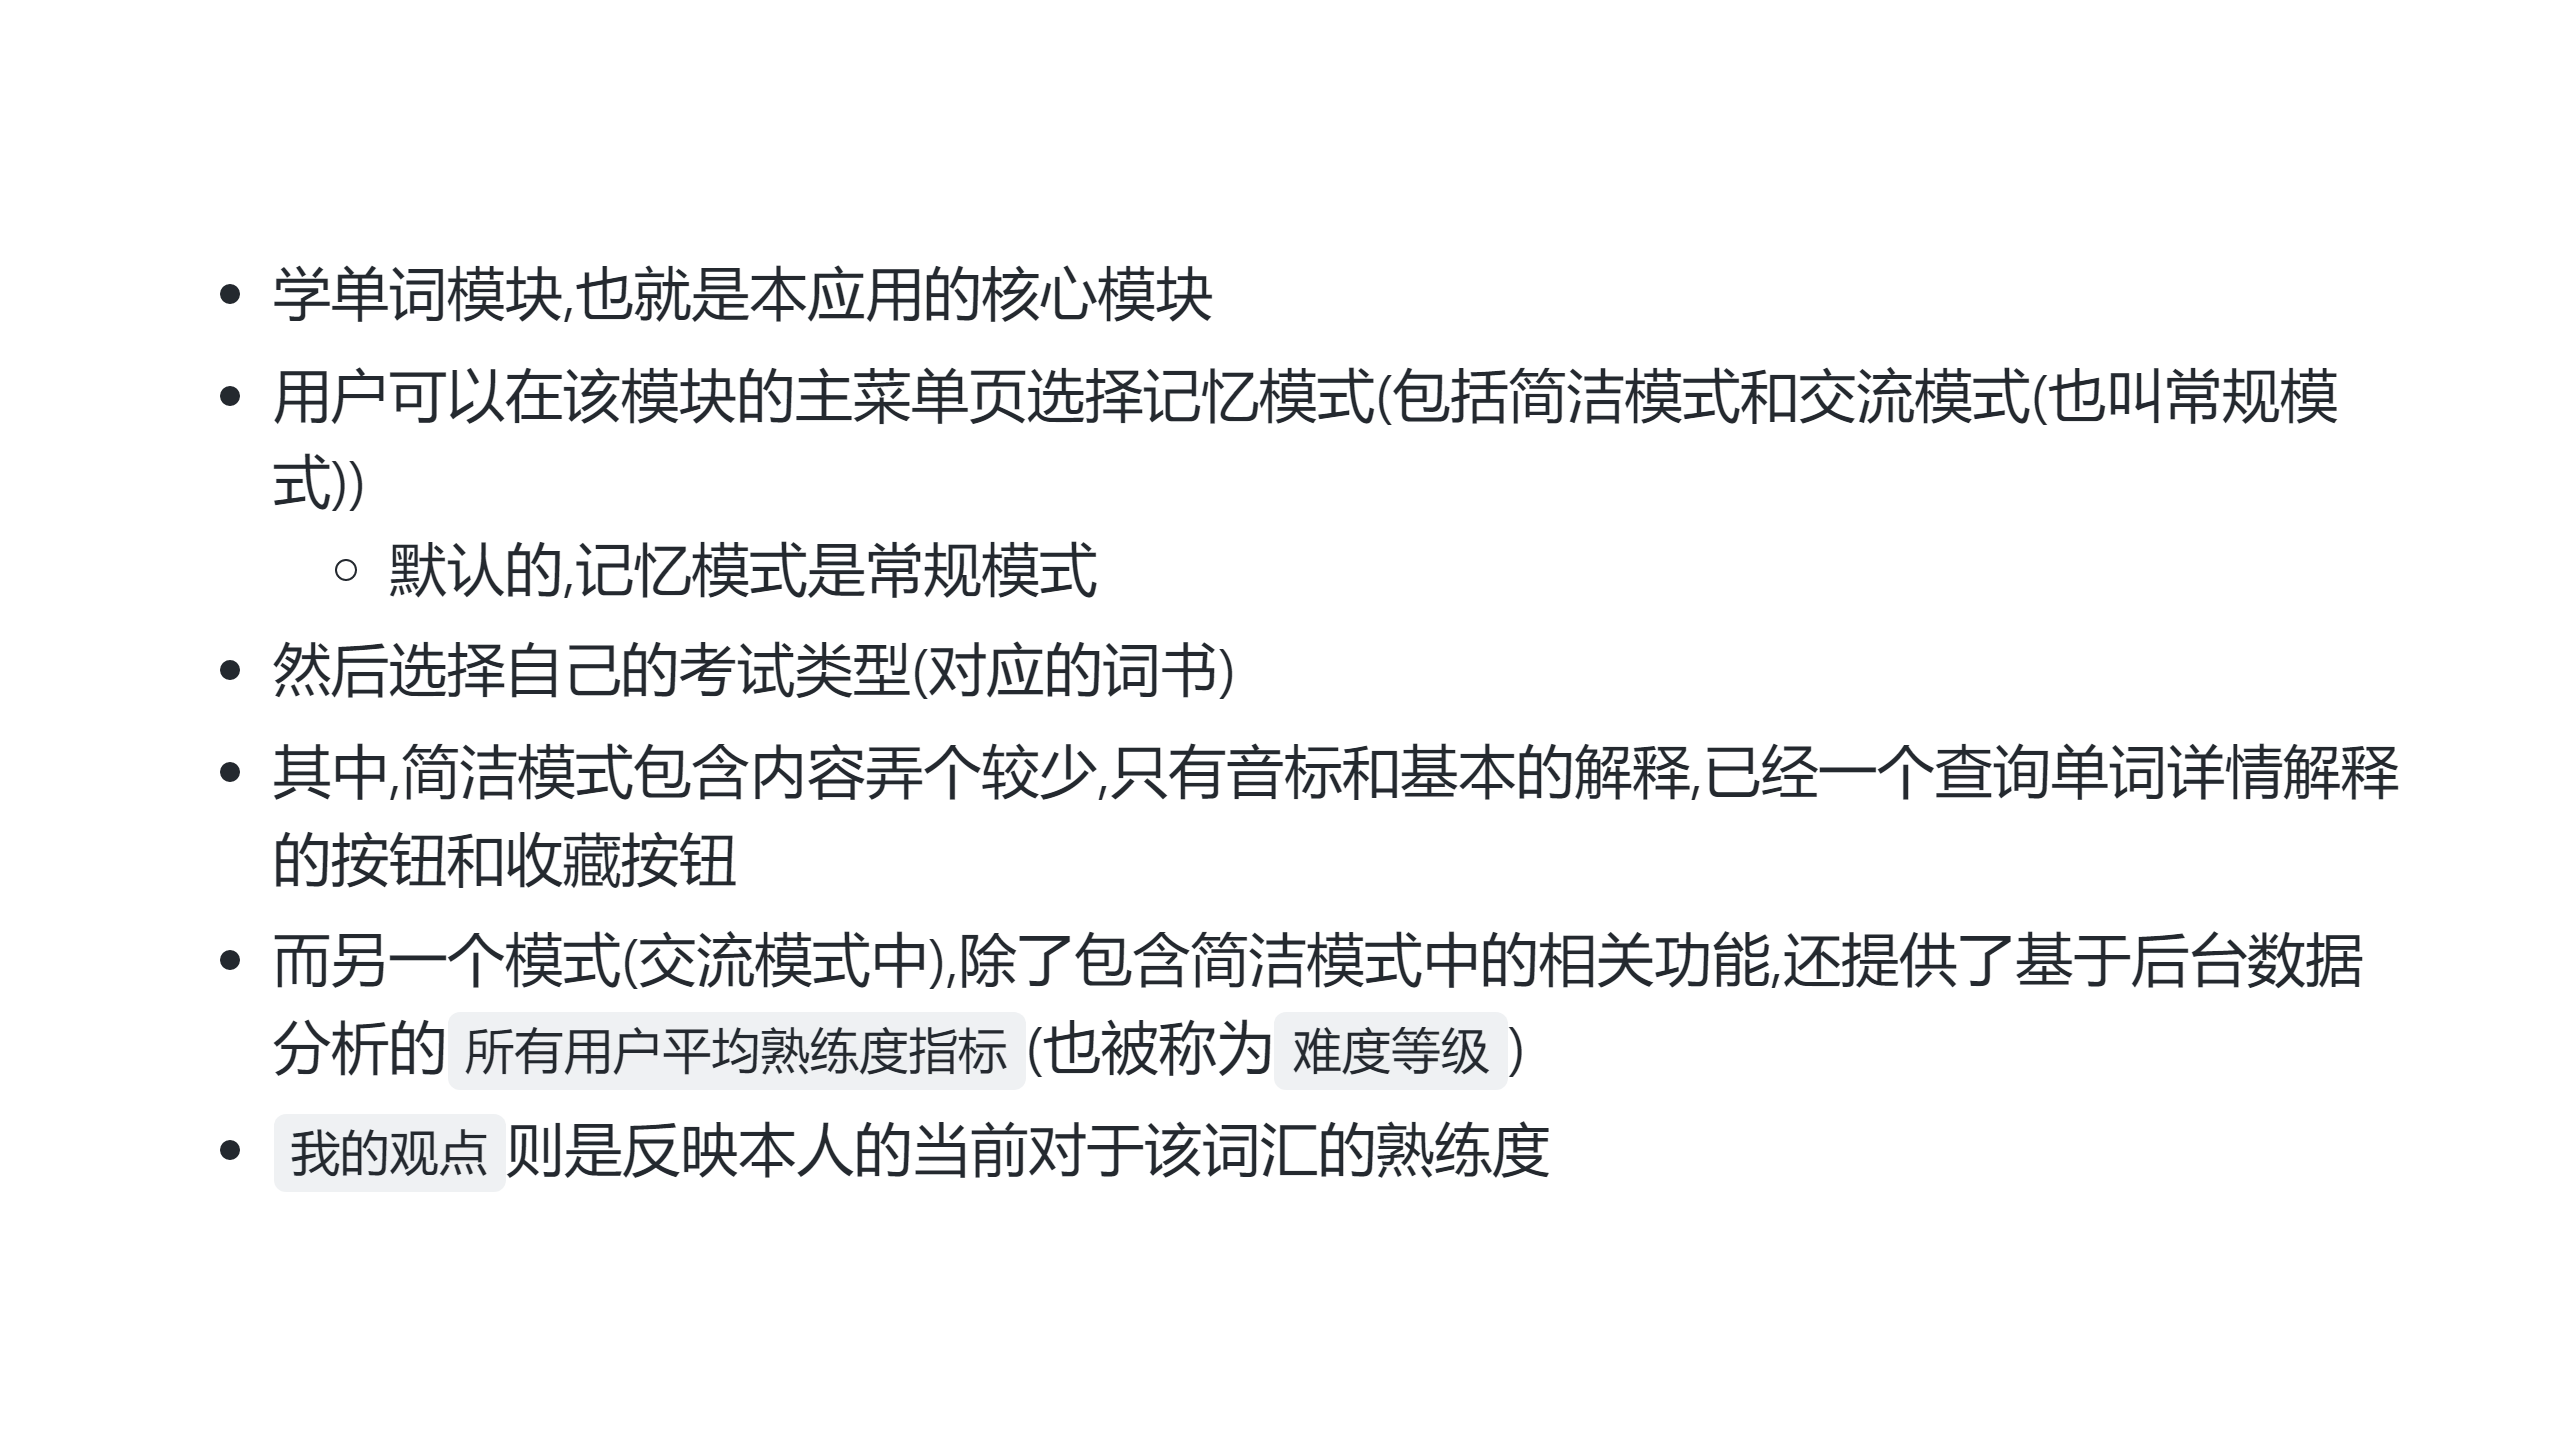 学单词模块,也就是本应用的核心模块
用户可以在该模块的主菜单页选择记忆模式(包括简洁模式和交流模式(也叫常规模
式))
默认的,记忆模式是常规模式
然后选择自己的考试类型(对应的词书)
其中,简洁模式包含内容弄个较少,只有音标和基本的解释,已经一个查询单词详情解释
的按钮和收藏按钮
而另一个模式(交流模式中),除了包含简洁模式中的相关功能,还提供了基于后台数据
分析的 所有用户平均熟练度指标 (也被称为 难度等级 )
我的观点 则是反映本人的当前对于该词汇的熟练度